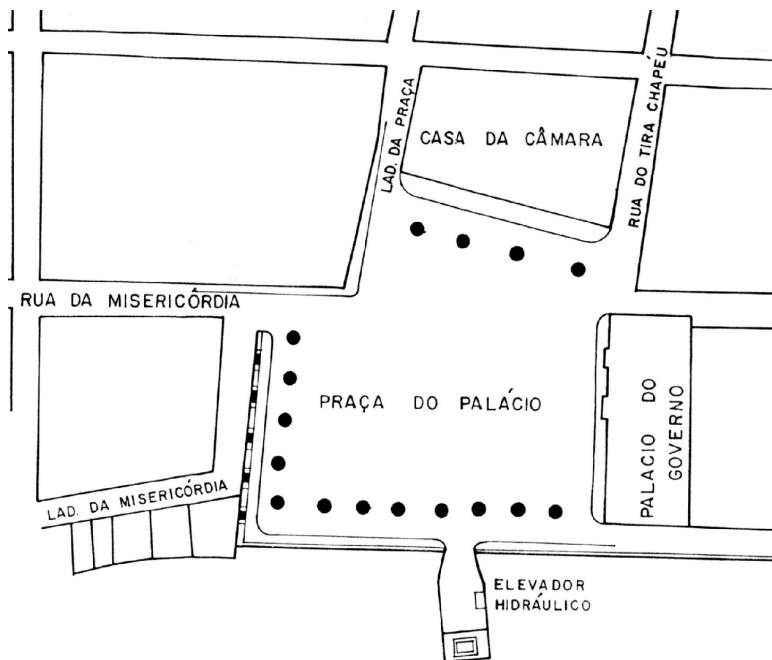 LAD. DA PRAÇA
CASA DA CÂMARA
RUA DO TIRA CHAPÉU
RUA DA MISERICÓRDIA
PRAÇA DO PALÁCIO
PALACIO DO
GOVERNO
LAD. DA MISERICÓRDIA
ELEVADOR
HIDRÁULICO